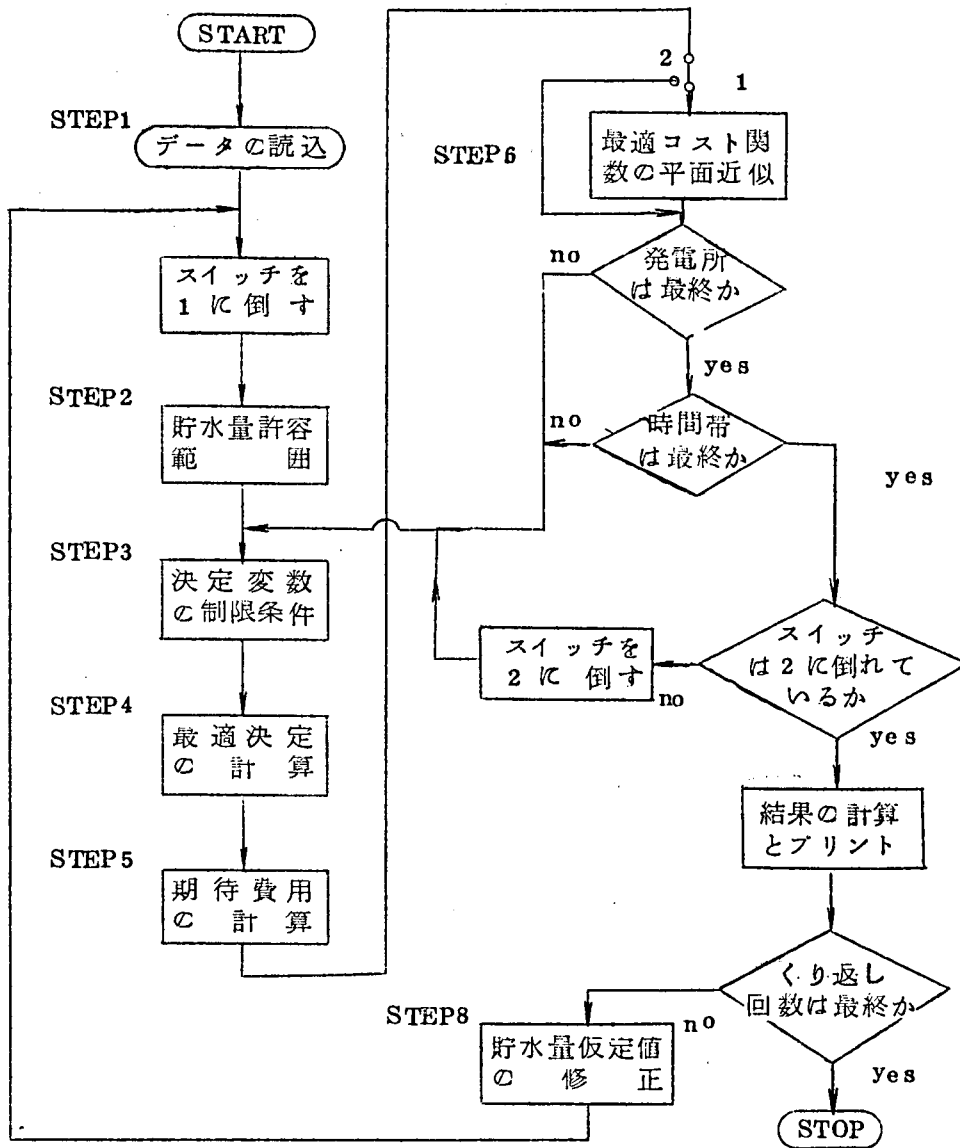 START
STEP1
データの読込
スイッチを
1 に 倒 す
STEP2
貯水量許容
範 囲
STEP3
決定変数
の制限条件
STEP4
最適決定
の 計 算
STEP5
期待費用
の 計 算
2
1
STEP6
最適コスト関
数の平面近似
no
発電所
は最終か
yes
no
時間帯
は最終か
yes
スイッチ
は2に倒れて
いるか
スイッチを
2 に 倒す
no
yes
結果の計算
とプリント
くり返し
回数は最終か
STEP8
no
貯水量仮定値
の 修 正
yes
STOP